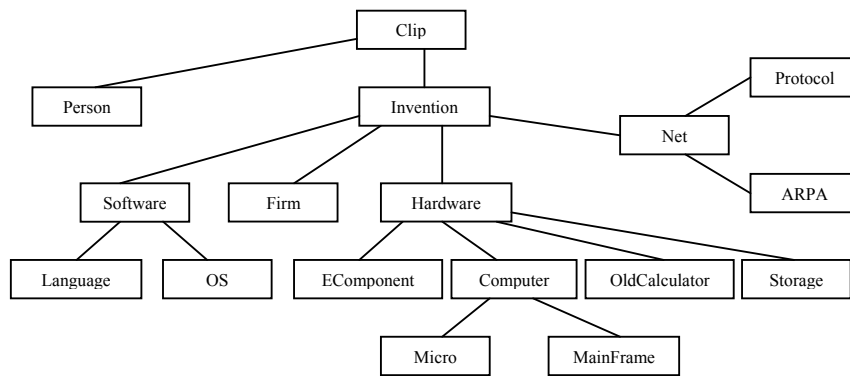 Clip
Protocol
Person
Invention
Net
Software
Firm
Hardware
ARPA
Language
OS
EComponent
Computer
OldCalculator
Storage
Micro
MainFrame